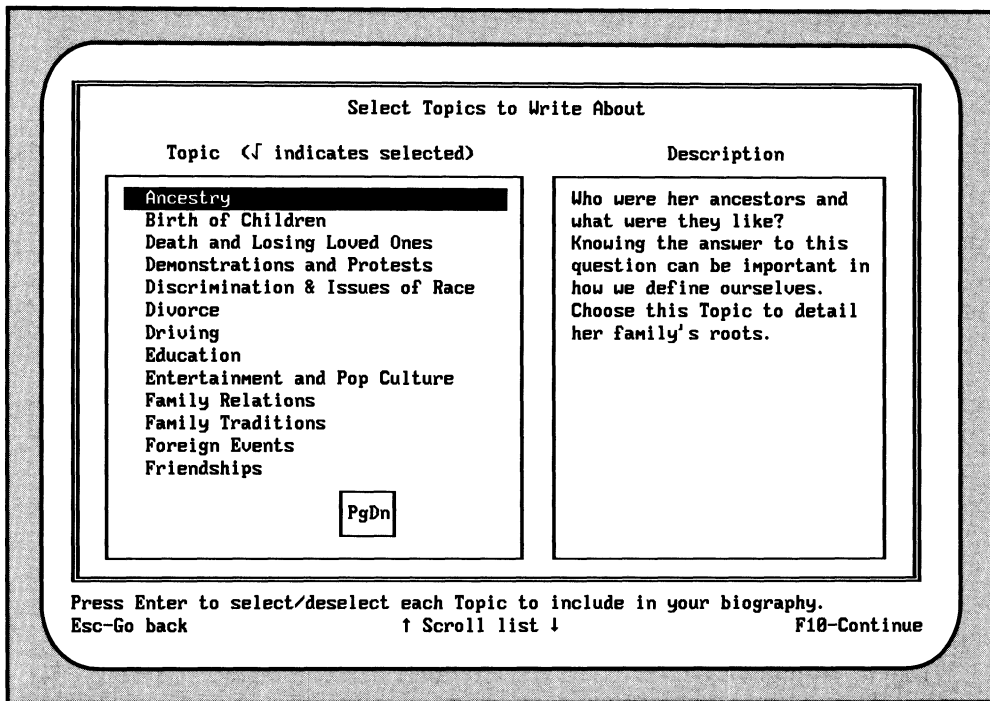 Select Topics to Write About
Topic (√ indicates selected)
Description
Ancestry
Birth of Children
Death and Losing Loved Ones
Demonstrations and Protests
Discrimination & Issues of Race
Divorce
Driving
Education
Entertainment and Pop Culture
Family Relations
Family Traditions
Foreign Events
Friendships
PgDn
Who were her ancestors and
what were they like?
Knowing the answer to this
question can be important in
how we define ourselves.
Choose this Topic to detail
her family's roots.
Press Enter to select/deselect each Topic to include in your biography.
Esc-Go back ↑ Scroll list ↓ F10-Continue